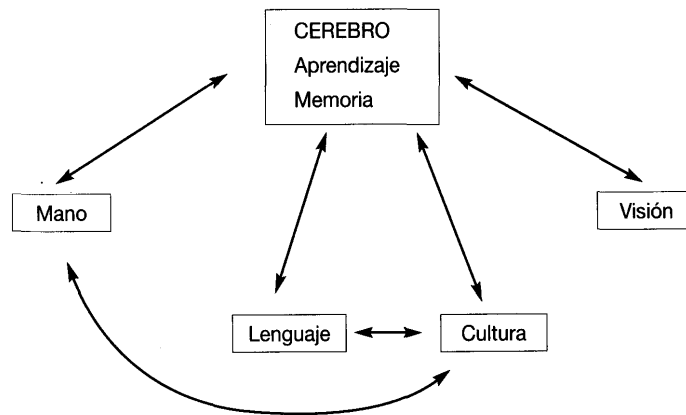 CEREBRO
Aprendizaje
Memoria
Mano
Visión
Lenguaje
Cultura